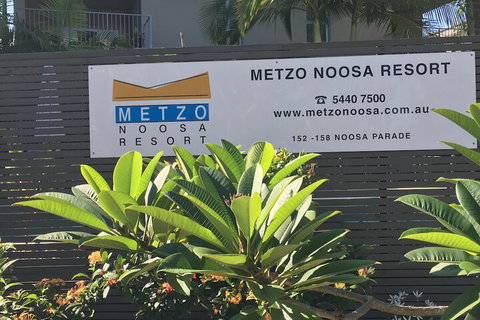 METZO
NOOSA
RESORT
METZO NOOSA RESORT
☎ 5440 7500
www.metzonoosa.com.au
152 -158 NOOSA PARADE